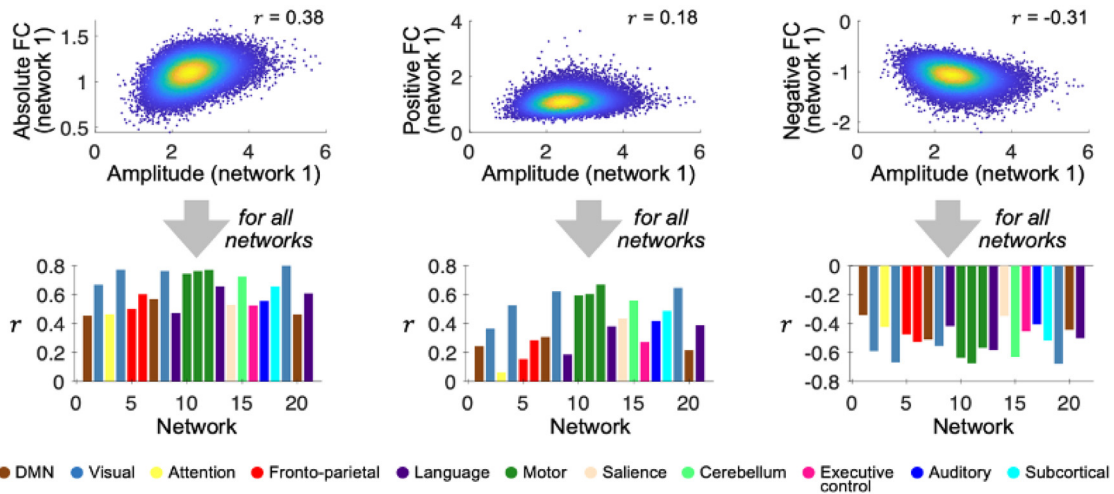 r = 0.38
Absolute FC
(network 1)
1.5
1
0.5
0 2 4 6
Amplitude (network 1)
r = 0.18
Positive FC
(network 1)
4
2
0
0 2 4 6
Amplitude (network 1)
r = -0.31
Negative FC
(network 1)
0
-1
-2
0 2 4 6
Amplitude (network 1)
for all
networks
for all
networks
for all
networks
r
0.8
0.6
0.4
0.2
0
0 5 10 15 20
Network
r
0.8
0.6
0.4
0.2
0
0 5 10 15 20
Network
r
0
-0.2
-0.4
-0.6
-0.8
0 5 10 15 20
Network
DMN Visual Attention Fronto-parietal Language Motor Salience Cerebellum Executive control Auditory Subcortical